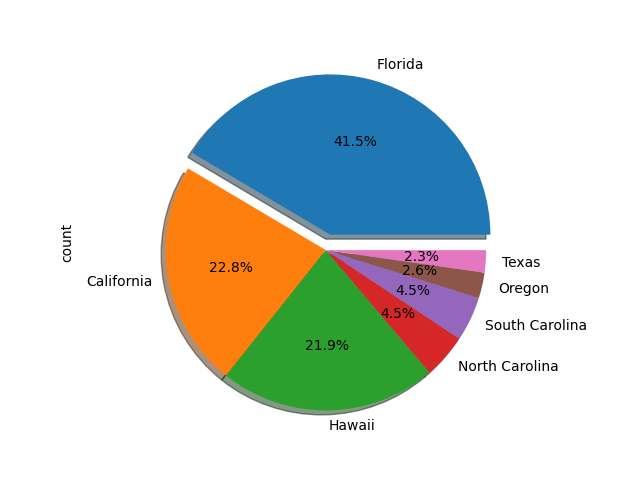 Florida
41.5%
count
California
22.8%
21.9%
Hawaii
4.5%
North Carolina
4.5%
South Carolina
2.6%
Oregon
2.3%
Texas